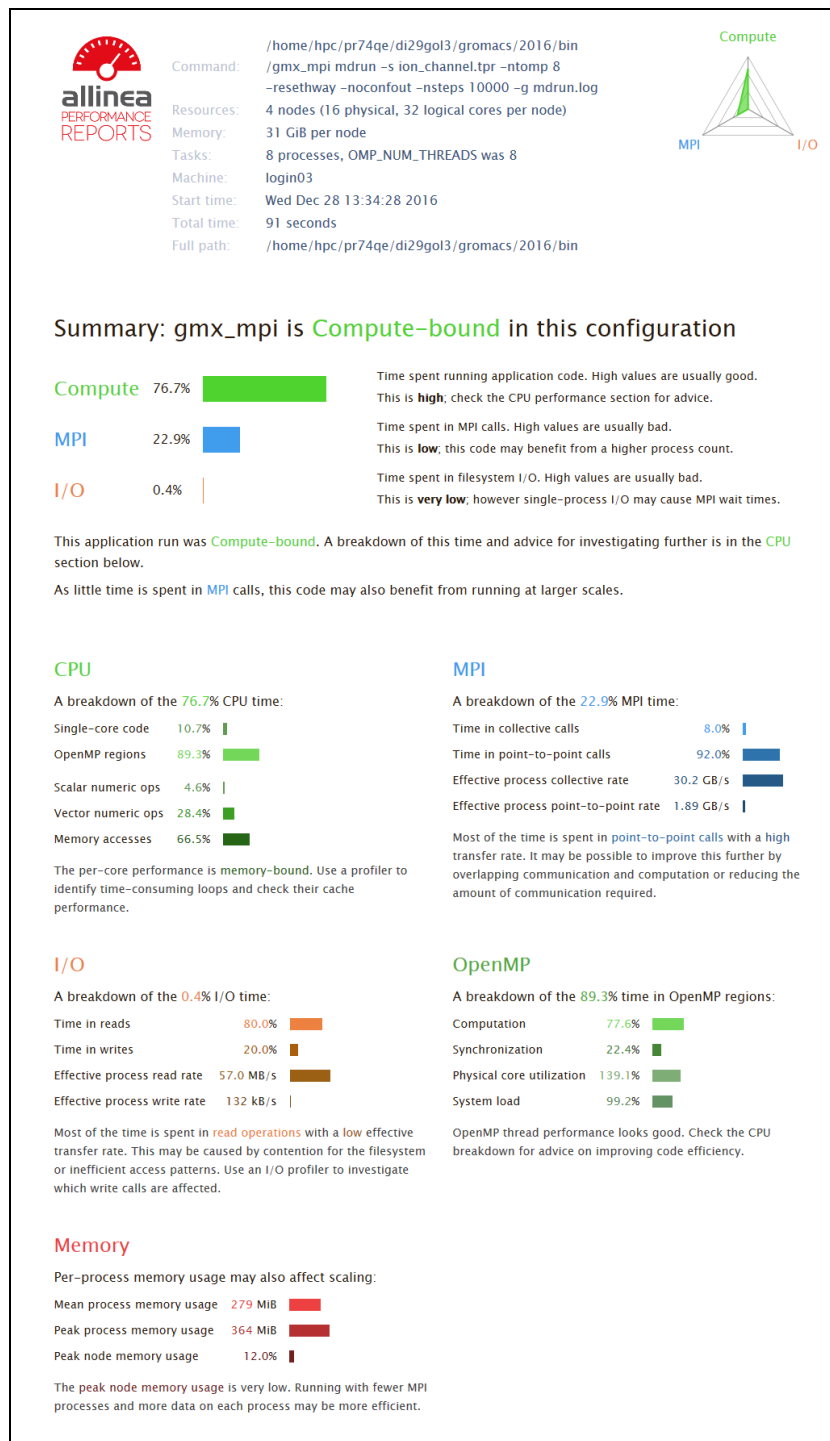 allinea
PERFORMANCE
REPORTS
Command: /home/hpc/pr74qe/di29gol3/gromacs/2016/bin
/gmx_mpi mdrun -s ion_channel.tpr -ntomp 8
-resethway -noconfout -nsteps 10000 -g mdrun.log
Resources: 4 nodes (16 physical, 32 logical cores per node)
Memory: 31 GiB per node
Tasks: 8 processes, OMP_NUM_THREADS was 8
Machine: login03
Start time: Wed Dec 28 13:34:28 2016
Total time: 91 seconds
Full path: /home/hpc/pr74qe/di29gol3/gromacs/2016/bin
Compute
MPI
I/O
Summary: gmx_mpi is Compute-bound in this configuration
Compute 76.7%
Time spent running application code. High values are usually good.
This is high; check the CPU performance section for advice.
MPI 22.9%
Time spent in MPI calls. High values are usually bad.
This is low; this code may benefit from a higher process count.
I/O 0.4%
Time spent in filesystem I/O. High values are usually bad.
This is very low; however single-process I/O may cause MPI wait times.
This application run was Compute-bound. A breakdown of this time and advice for investigating further is in the CPU
section below.
As little time is spent in MPI calls, this code may also benefit from running at larger scales.
CPU
A breakdown of the 76.7% CPU time:
Single-core code 10.7%
OpenMP regions 89.3%
Scalar numeric ops 4.6%
Vector numeric ops 28.4%
Memory accesses 66.5%
The per-core performance is memory-bound. Use a profiler to
identify time-consuming loops and check their cache
performance.
MPI
A breakdown of the 22.9% MPI time:
Time in collective calls 8.0%
Time in point-to-point calls 92.0%
Effective process collective rate 30.2 GB/s
Effective process point-to-point rate 1.89 GB/s
Most of the time is spent in point-to-point calls with a high
transfer rate. It may be possible to improve this further by
overlapping communication and computation or reducing the
amount of communication required.
I/O
A breakdown of the 0.4% I/O time:
Time in reads 80.0%
Time in writes 20.0%
Effective process read rate 57.0 MB/s
Effective process write rate 132 kB/s
Most of the time is spent in read operations with a low effective
transfer rate. This may be caused by contention for the filesystem
or inefficient access patterns. Use an I/O profiler to investigate
which write calls are affected.
OpenMP
A breakdown of the 89.3% time in OpenMP regions:
Computation 77.6%
Synchronization 22.4%
Physical core utilization 139.1%
System load 99.2%
OpenMP thread performance looks good. Check the CPU
breakdown for advice on improving code efficiency.
Memory
Per-process memory usage may also affect scaling:
Mean process memory usage 279 MiB
Peak process memory usage 364 MiB
Peak node memory usage 12.0%
The peak node memory usage is very low. Running with fewer MPI
processes and more data on each process may be more efficient.